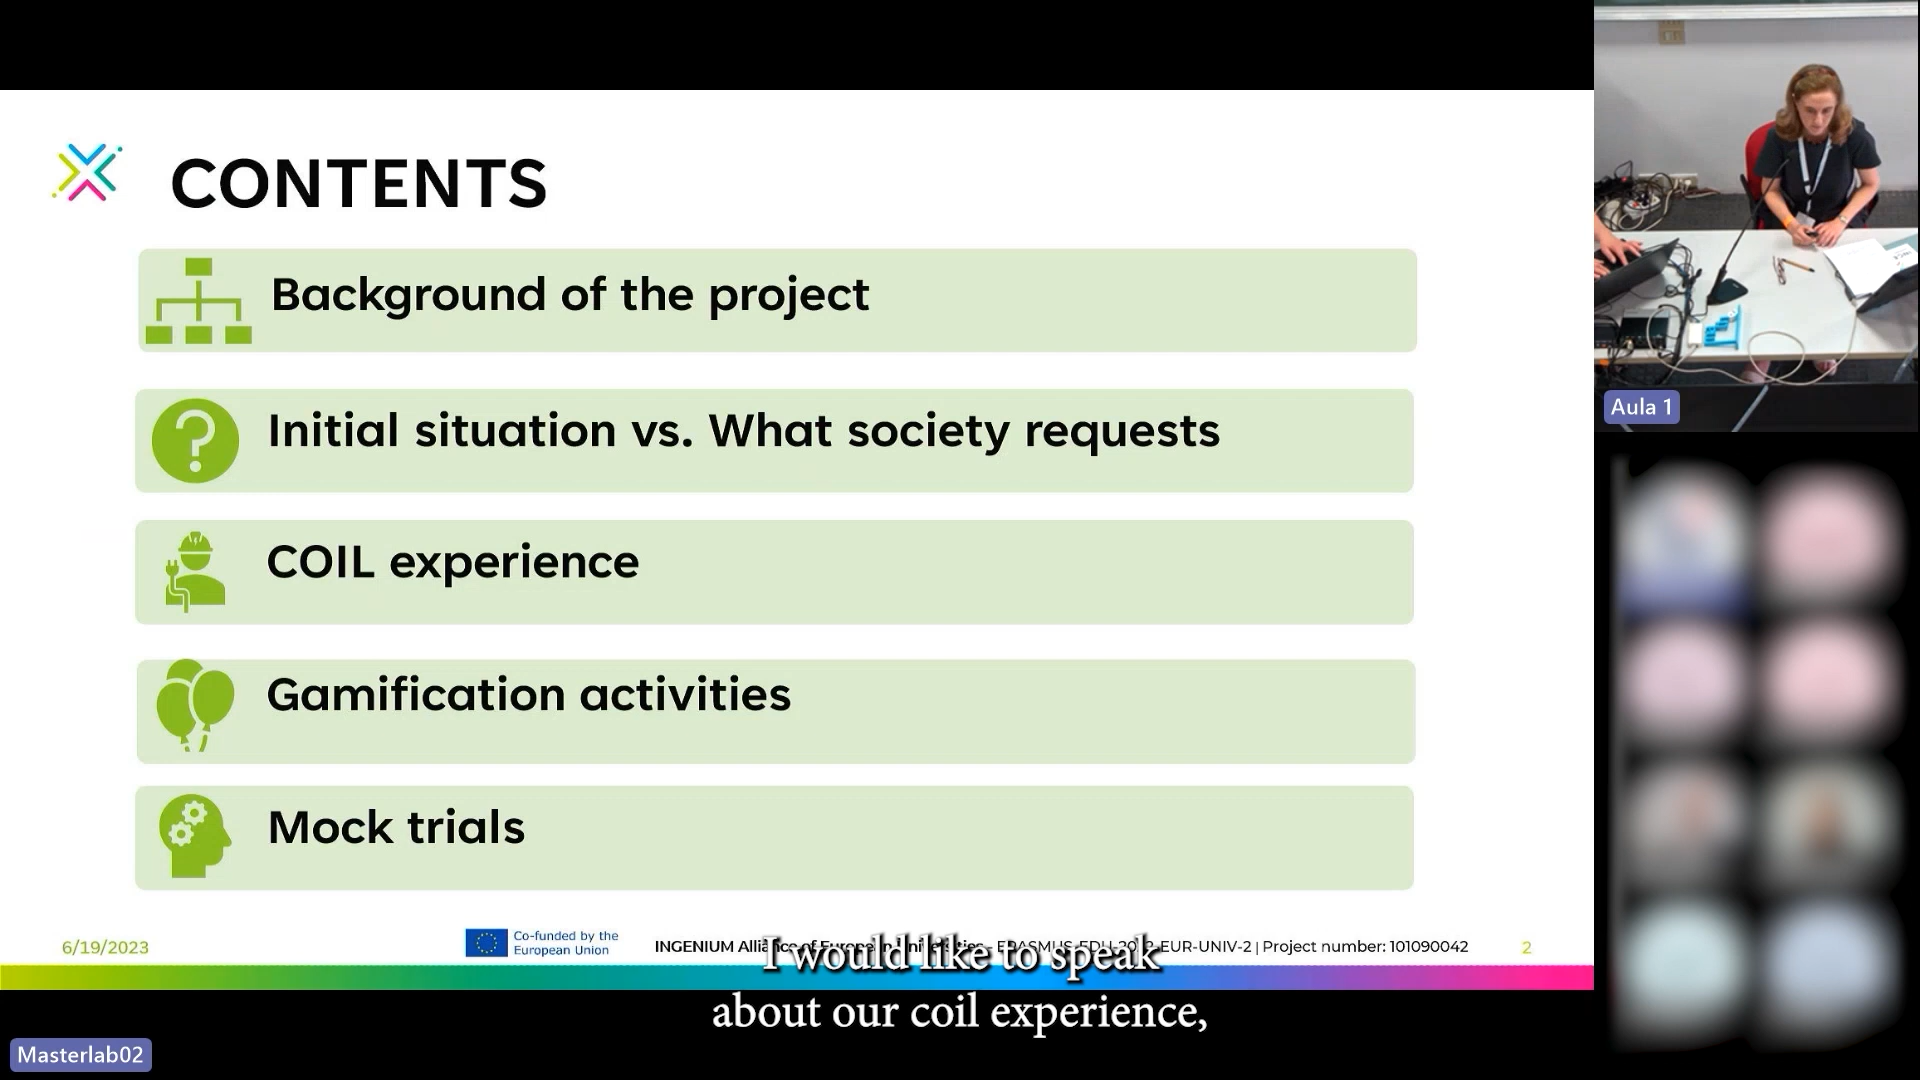 CONTENTS
Background of the project
Initial situation vs. What society requests
COIL experience
Gamification activities
Mock trials
6/19/2023
Co-funded by the
European Union
INGENIUM Alliance of European Universities - ERASMUS-EDU-2022-EUR-UNIV-2 | Project number: 101090042
2
I would like to speak
about our coil experience,
Aula 1
Masterlab02